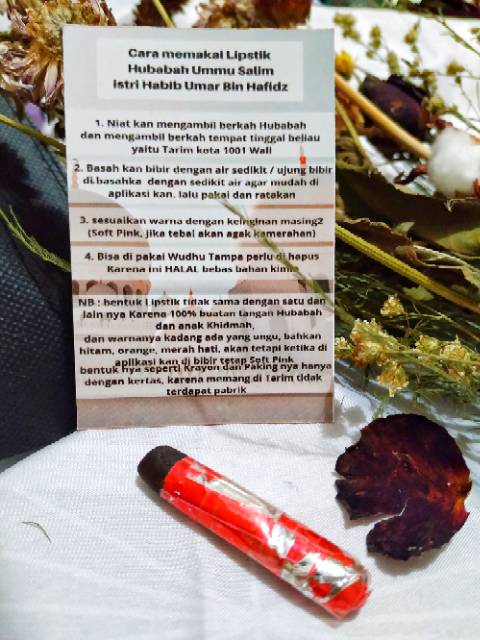 Cara memakai Lipstik
Hubabah Ummu Salim
istri Habib Umar Bin Hafidz
1. Niat kan mengambil berkah Hubabah
dan mengambil berkah tempat tinggal beliau
yaitu Tarim kota 1001 Wali
2. Basah kan bibir dengan air sedikit / ujung bibir
di basahka dengan sedikit air agar mudah di
aplikasi kan. lalu pakai dan ratakan
3. sesuaikan warna dengan keinginan masing2
(Soft Pink, jika tebal akan agak kamerahan)
4. Bisa di pakai Wudhu Tampa perlu di hapus
Karena ini HALAL bebas bahan kimia
NB : bentuk Lipstik tidak sama dengan satu dan
lain nya Karena 100% buatan tangan Hubabah
dan anak Khidmah,
dan warnanya kadang ada yang ungu, bahkan
hitam, orange, merah hati, akan tetapi ketika di
aplikasi kan di bibir tetap Soft Pink
bentuk nya seperti Krayon dan Paking nya hanya
dengan kertas, karena memang di Tarim tidak
terdapat pabrik